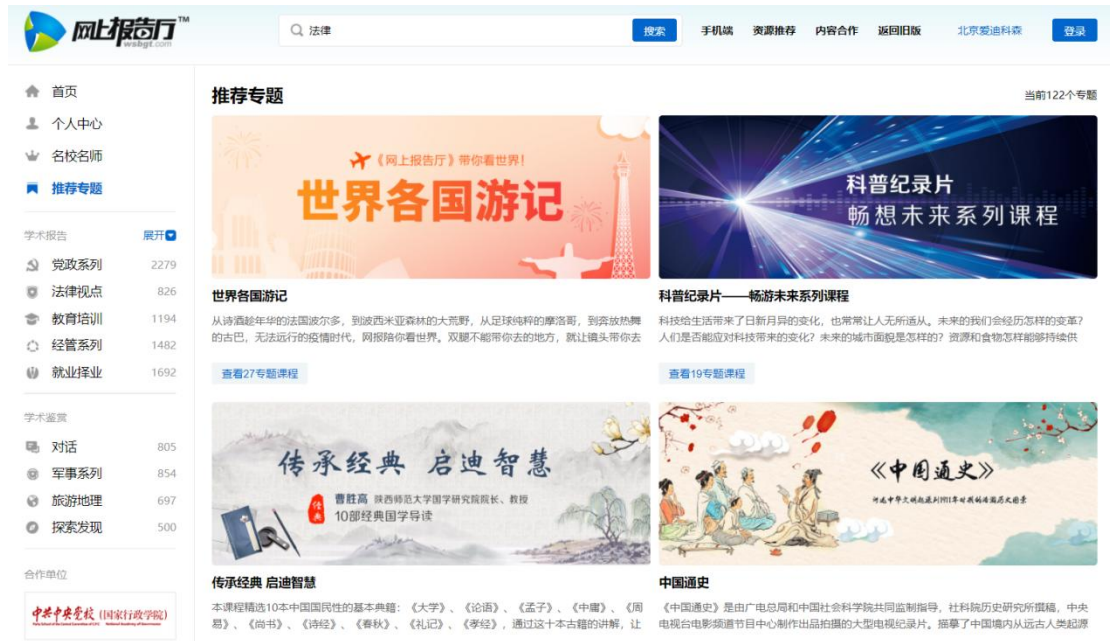 网上报告厅™
wsbgt.com
法律
搜索
手机端 资源推荐 内容合作 返回旧版 北京爱迪科森 登录
首页
个人中心
名校名师
推荐专题
学术报告 展开
党政系列 2279
法律视点 826
教育培训 1194
经管系列 1482
就业择业 1692
学术鉴赏
对话 805
军事系列 854
旅游地理 697
探索发现 500
合作单位
中共中央党校(国家行政学院)
推荐专题
当前122个专题
《网上报告厅》带你看世界!
世界各国游记
世界各国游记
从诗酒趁年华的法国波尔多,到波西米亚森林的大荒野,从足球纯粹的摩洛哥,到奔放热舞
的古巴,无法远行的疫情时代,网报陪你看世界。双腿不能带你去的地方,就让镜头带你去
查看27专题课程
科普纪录片
畅想未来系列课程
科普纪录片——畅游未来系列课程
科技给生活带来了日新月异的变化,也常常让人无所适从。未来的我们会经历怎样的变革?
人们是否能应对科技带来的变化?未来的城市面貌是怎样的?资源和食物怎样能够持续供
查看19专题课程
传承经典 启迪智慧
经典
曹胜高 陕西师范大学国学研究院院长、教授
10部经典国学导读
传承经典 启迪智慧
本课程精选10本中国国民性的基本典籍:《大学》、《论语》、《孟子》、《中庸》、《周
易》、《尚书》、《诗经》、《春秋》、《礼记》、《孝经》,通过这十本古籍的讲解,让
《中国通史》
中国通史
《中国通史》是由广电总局和中国社会科学院共同监制指导,社科院历史研究所撰稿,中央
电视台电影频道节目中心制作出品拍摄的大型电视纪录片。描摹了中国境内从远古人类起源